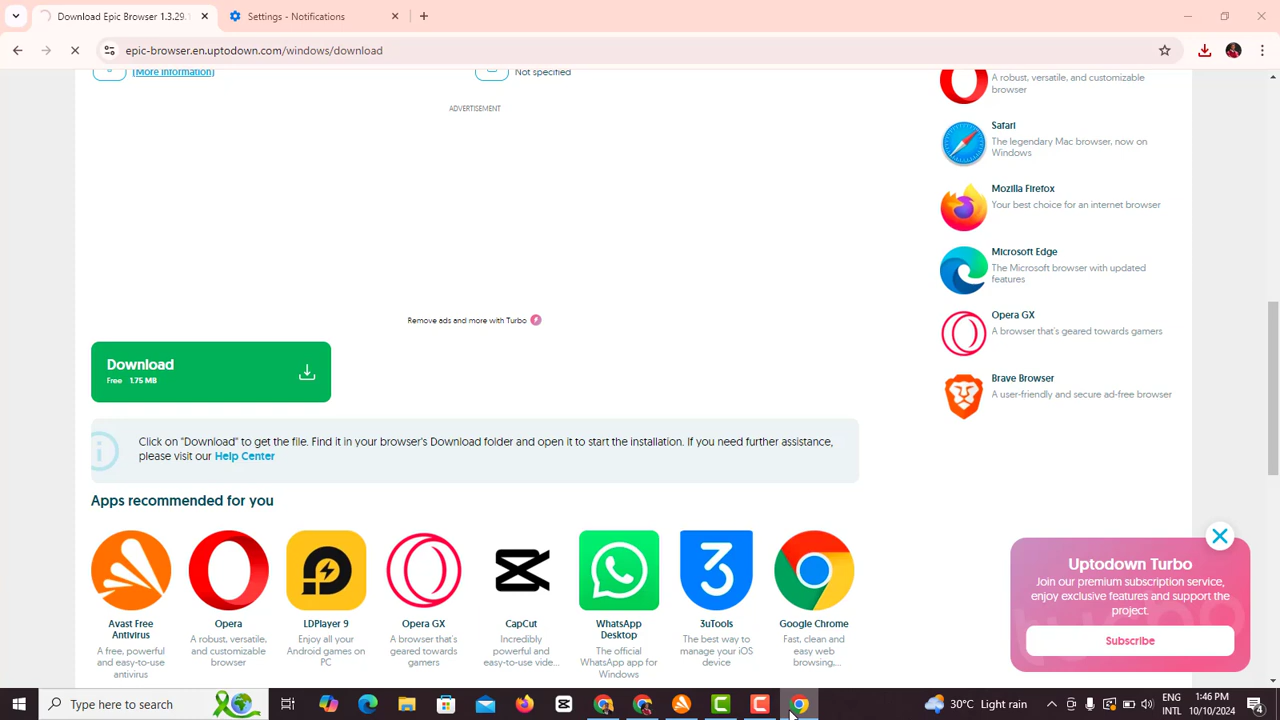 Download Epic Browser 1.3.29.1
Settings - Notifications
epic-browser.en.uptodown.com/windows/download
(More information)
Not specified
ADVERTISEMENT
Remove ads and more with Turbo
Download
Free 1.75 MB
Click on "Download" to get the file. Find it in your browser's Download folder and open it to start the installation. If you need further assistance,
please visit our Help Center
Apps recommended for you
Avast Free
Antivirus
A free, powerful
and easy-to-use
antivirus
Opera
A robust, versatile,
and customizable
browser
LDPlayer 9
Enjoy all your
Android games on
PC
Opera GX
A browser that's
geared towards
gamers
CapCut
Incredibly
powerful and
easy-to-use vide...
WhatsApp
Desktop
The official
WhatsApp app for
Windows
3uTools
The best way to
manage your iOS
device
Google Chrome
Fast, clean and
easy web
browsing,...
A robust, versatile, and customizable
browser
Safari
The legendary Mac browser, now on
Windows
Mozilla Firefox
Your best choice for an internet browser
Microsoft Edge
The Microsoft browser with updated
features
Opera GX
A browser that's geared towards gamers
Brave Browser
A user-friendly and secure ad-free browser
Uptodown Turbo
Join our premium subscription service,
enjoy exclusive features and support the
project.
Subscribe
Type here to search
30°C Light rain
ENG
INTL
1:46 PM
10/10/2024